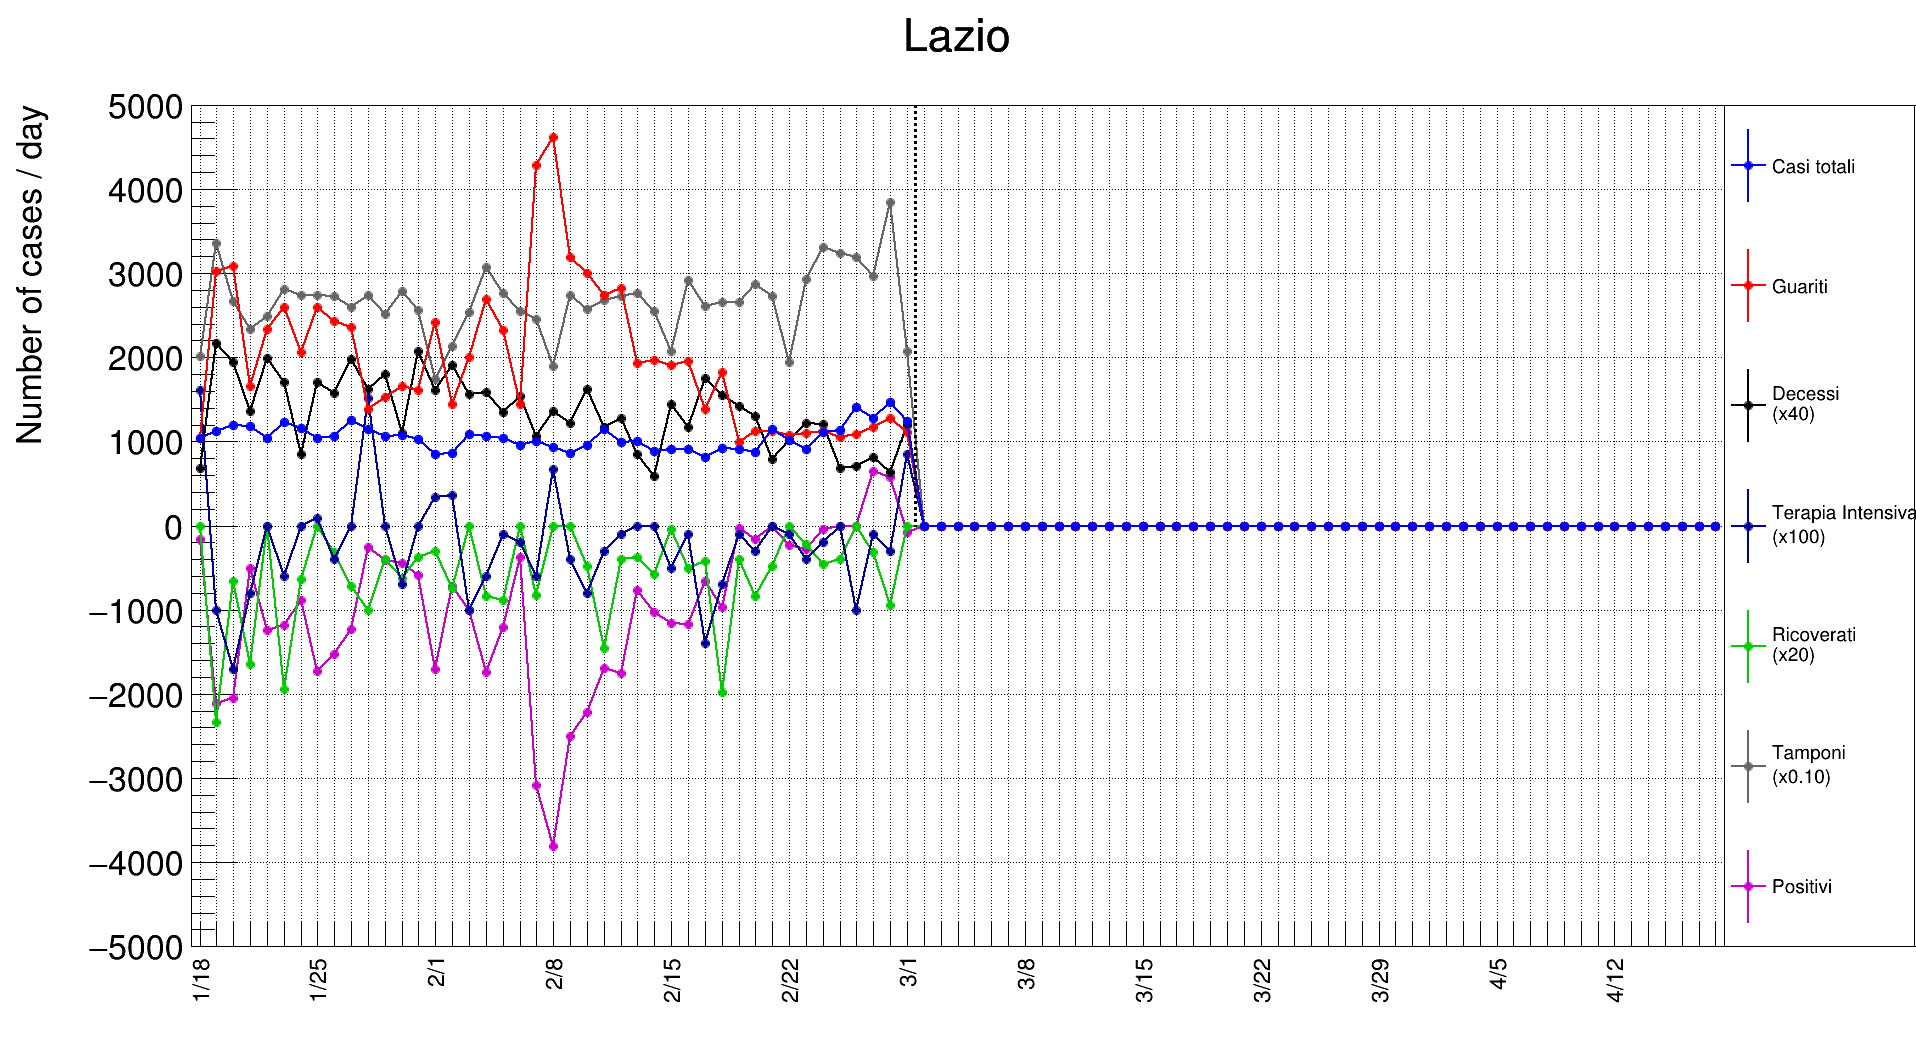 Lazio
Number of cases / day
5000
4000
3000
2000
1000
0
−1000
−2000
−3000
−4000
−5000
1/18
1/25
2/1
2/8
2/15
2/22
3/1
3/8
3/15
3/22
3/29
4/5
4/12
Casi totali
Guariti
Decessi
(x40)
Terapia Intensiva
(x100)
Ricoverati
(x20)
Tamponi
(x0.10)
Positivi